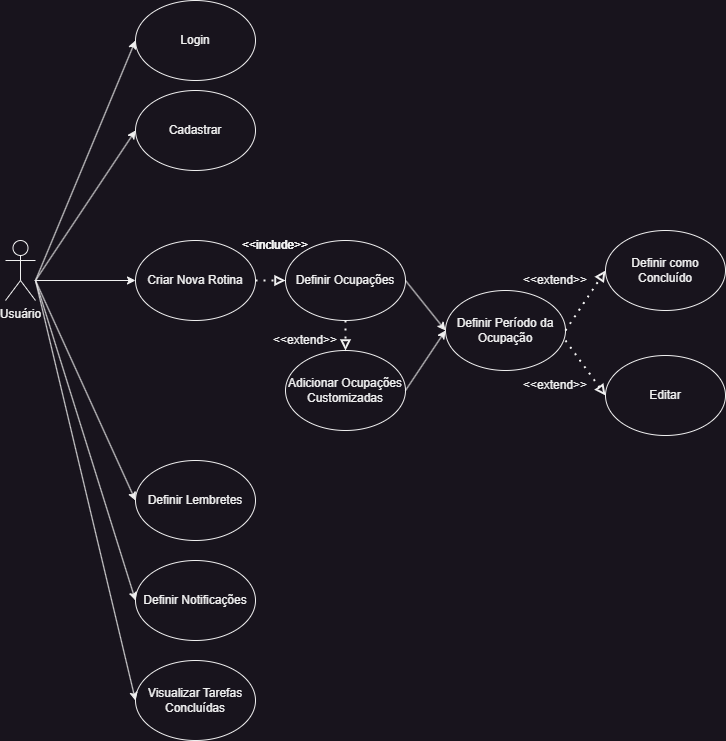 Login
Cadastrar
Usuário
Criar Nova Rotina
<<include>>
Definir Ocupações
<<extend>>
Adicionar Ocupações
Customizadas
Definir Período da
Ocupação
<<extend>>
Definir como
Concluído
<<extend>>
Editar
Definir Lembretes
Definir Notificações
Visualizar Tarefas
Concluídas